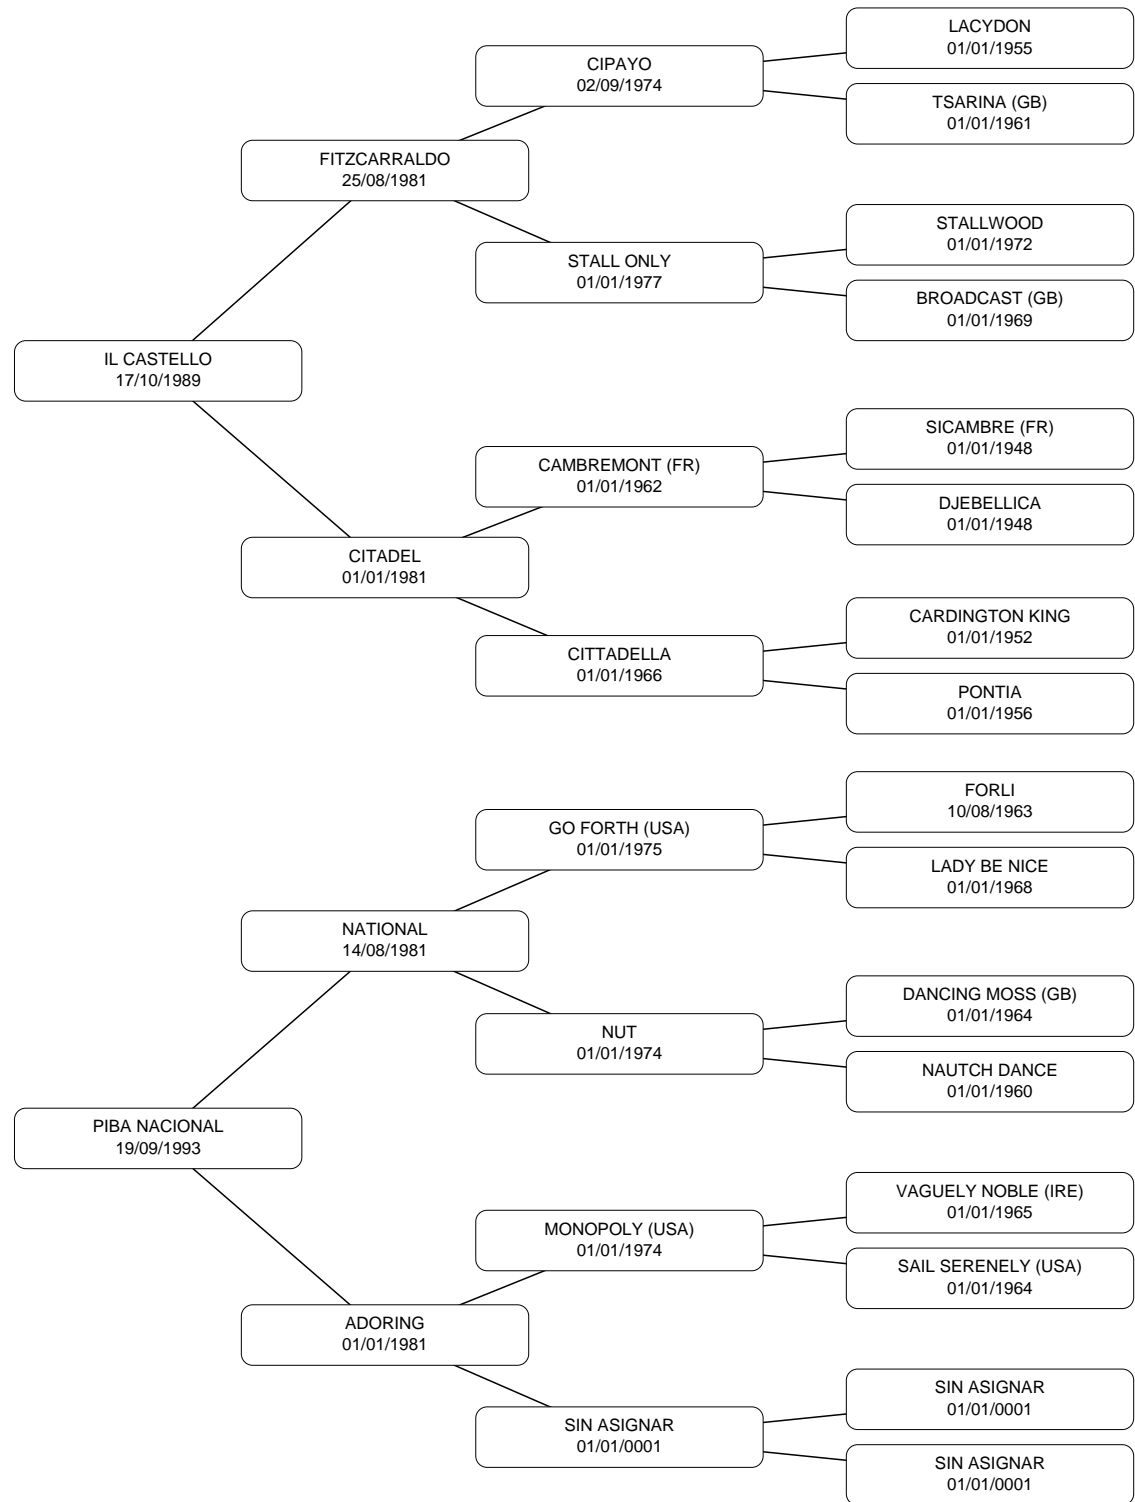 LACYDON
01/01/1955
CIPAYO
02/09/1974
TSARINA (GB)
01/01/1961
FITZCARRALDO
25/08/1981
STALLWOOD
01/01/1972
STALL ONLY
01/01/1977
BROADCAST (GB)
01/01/1969
IL CASTELLO
17/10/1989
SICAMBRE (FR)
01/01/1948
CAMBREMONT (FR)
01/01/1962
DJEBELLICA
01/01/1948
CITADEL
01/01/1981
CARDINGTON KING
01/01/1952
CITTADELLA
01/01/1966
PONTIA
01/01/1956
FORLI
10/08/1963
GO FORTH (USA)
01/01/1975
LADY BE NICE
01/01/1968
NATIONAL
14/08/1981
DANCING MOSS (GB)
01/01/1964
NUT
01/01/1974
NAUTCH DANCE
01/01/1960
PIBA NACIONAL
19/09/1993
VAGUELY NOBLE (IRE)
01/01/1965
MONOPOLY (USA)
01/01/1974
SAIL SERENELY (USA)
01/01/1964
ADORING
01/01/1981
SIN ASIGNAR
01/01/0001
SIN ASIGNAR
01/01/0001
SIN ASIGNAR
01/01/0001